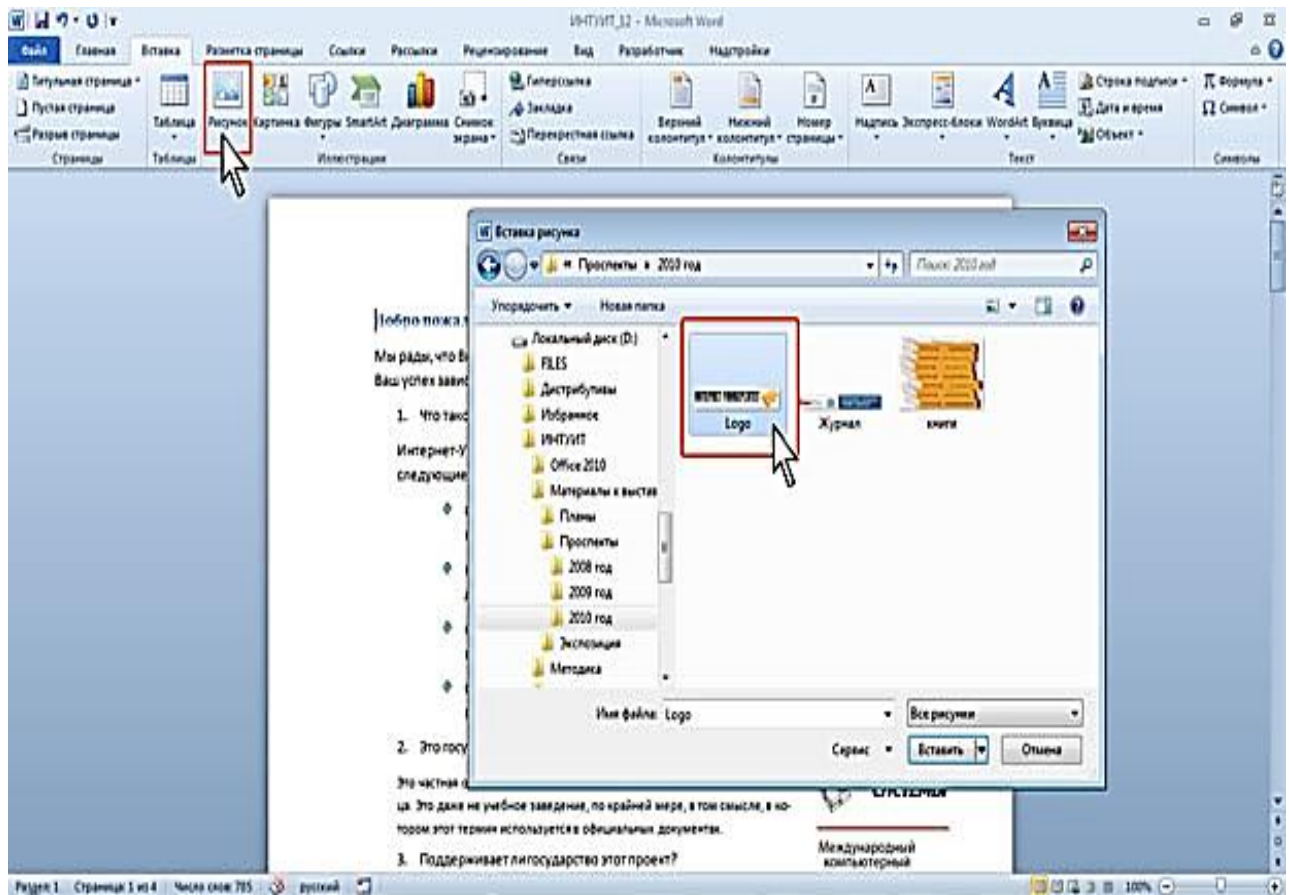 ИНТУИТ_12 - Microsoft Word
Файл Главная Вставка Разметка страницы Ссылки Рассылки Рецензирование Вид Разработчик Надстройки
Титульная страница
Пустая страница
Разрыв страницы
Страницы
Таблица
Таблицы
Рисунок Картинка Фигуры SmartArt Диаграмма Снимок экрана
Иллюстрации
Гиперссылка
Закладка
Перекрестная ссылка
Связи
Верхний колонтитул Нижний колонтитул Номер страницы
Колонтитулы
Надпись Экспресс-блоки WordArt Буквица
Строка подписи
Дата и время
Объект
Текст
Формула
Символ
Символы
Вставка рисунка
« Проспекты 2010 год
Поиск: 2010 год
Упорядочить Новая папка
Локальный диск (D:)
FILES
Дистрибутивы
Избранное
ИНТУИТ
Office 2010
Материалы к выстав
Планы
Проспекты
2008 год
2009 год
2010 год
Экспозиция
Методика
Logo
Журнал
книги
Имя файла: Logo
Все рисунки
Сервис Вставить Отмена
Добро пожал
Мы рады, что В
Ваш успех завис
1. Что тако
Интернет-У
следующие
2. Это госу
Это частная о
ца. Это даже не учебное заведение, по крайней мере, в том смысле, в ко-
тором этот термин используется в официальных документах.
3. Поддерживает ли государство этот проект?
СИСТЕМЫ
Международный
компьютерный
Раздел: 1 Страница: 1 из 4 Число слов: 785 русский 100%